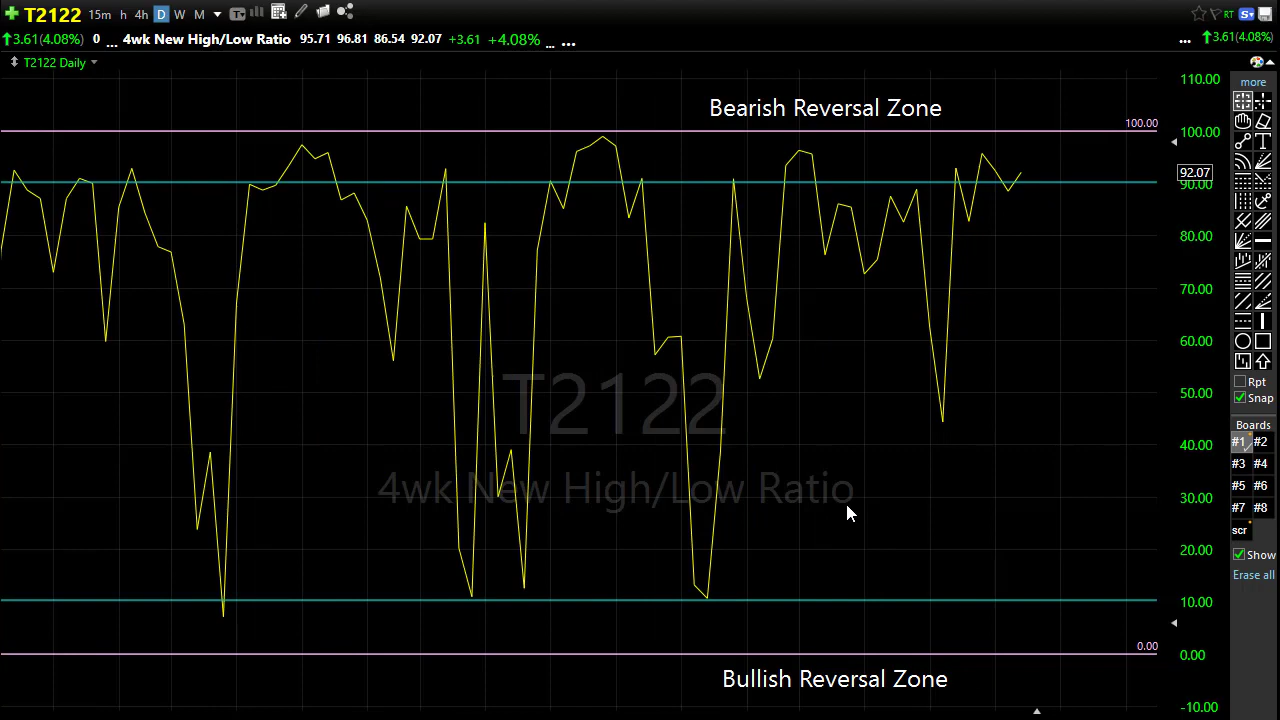 T2122 15m h 4h D W M T
RT S
3.61(4.08%) 0 ... 4wk New High/Low Ratio 95.71 96.81 86.54 92.07 +3.61 +4.08% ... ...
... 3.61(4.08%)
T2122 Daily
more
110.00
Bearish Reversal Zone
100.00
100.00
92.07
90.00
80.00
70.00
60.00
50.00
40.00
30.00
20.00
10.00
0.00
0.00
-10.00
T2122
4wk New High/Low Ratio
Bullish Reversal Zone
T
Rpt
Snap
Boards
#1 #2
#3 #4
#5 #6
#7 #8
scr
Show
Erase all